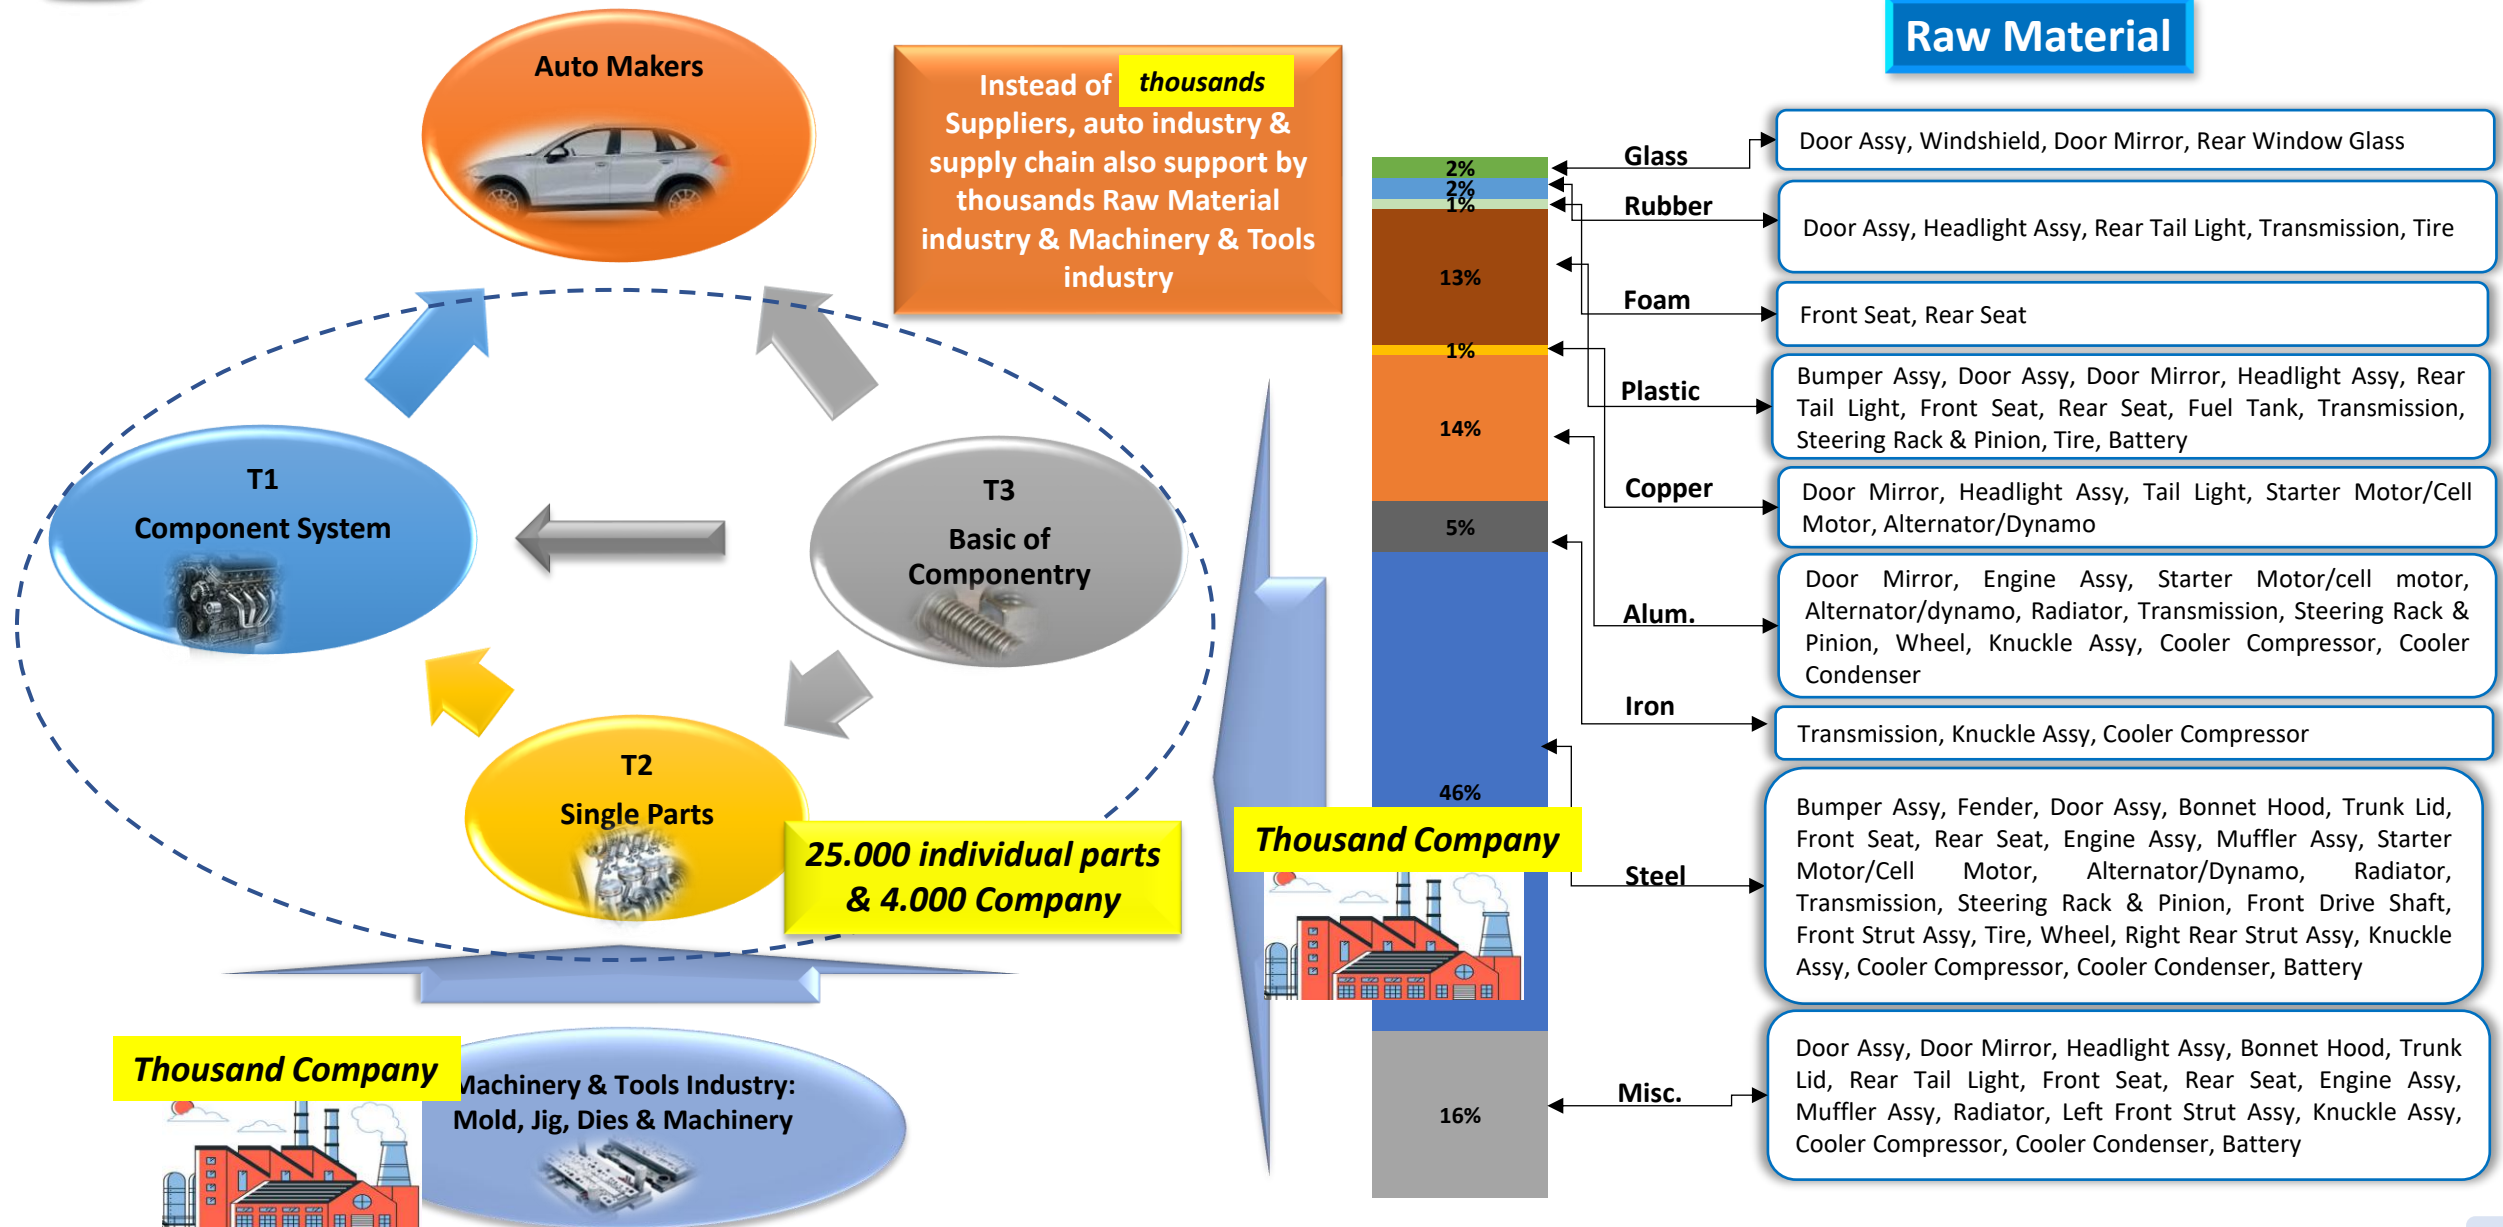 Raw Material
Auto Makers
Instead of thousands
Suppliers, auto industry &
supply chain also support by
thousands Raw Material
industry & Machinery & Tools
industry
T1
Component System
T3
Basic of
Componentry
T2
Single Parts
25.000 individual parts
& 4.000 Company
Thousand Company
Machinery & Tools Industry:
Mold, Jig, Dies & Machinery
Thousand Company
2%
2%
1%
13%
1%
14%
5%
46%
16%
Glass
Door Assy, Windshield, Door Mirror, Rear Window Glass
Rubber
Door Assy, Headlight Assy, Rear Tail Light, Transmission, Tire
Foam
Front Seat, Rear Seat
Plastic
Bumper Assy, Door Assy, Door Mirror, Headlight Assy, Rear
Tail Light, Front Seat, Rear Seat, Fuel Tank, Transmission,
Steering Rack & Pinion, Tire, Battery
Copper
Door Mirror, Headlight Assy, Tail Light, Starter Motor/Cell
Motor, Alternator/Dynamo
Alum.
Door Mirror, Engine Assy, Starter Motor/cell motor,
Alternator/dynamo, Radiator, Transmission, Steering Rack &
Pinion, Wheel, Knuckle Assy, Cooler Compressor, Cooler
Condenser
Iron
Transmission, Knuckle Assy, Cooler Compressor
Steel
Bumper Assy, Fender, Door Assy, Bonnet Hood, Trunk Lid,
Front Seat, Rear Seat, Engine Assy, Muffler Assy, Starter
Motor/Cell Motor, Alternator/Dynamo, Radiator,
Transmission, Steering Rack & Pinion, Front Drive Shaft,
Front Strut Assy, Tire, Wheel, Right Rear Strut Assy, Knuckle
Assy, Cooler Compressor, Cooler Condenser, Battery
Misc.
Door Assy, Door Mirror, Headlight Assy, Bonnet Hood, Trunk
Lid, Rear Tail Light, Front Seat, Rear Seat, Engine Assy,
Muffler Assy, Radiator, Left Front Strut Assy, Knuckle Assy,
Cooler Compressor, Cooler Condenser, Battery